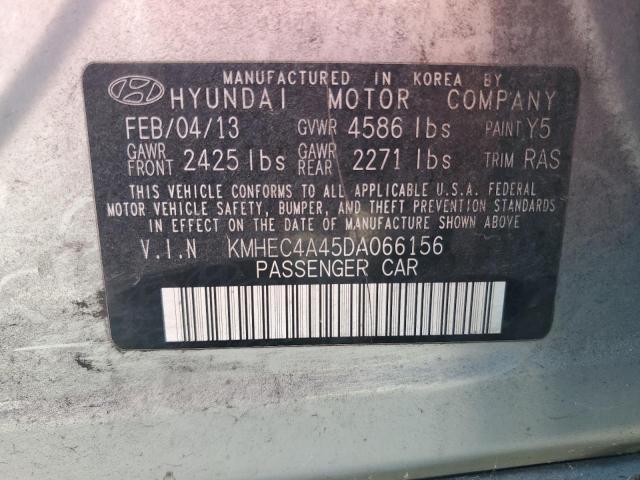 MANUFACTURED IN KOREA BY
HYUNDAI MOTOR COMPANY
FEB/04/13 GVWR 4586 lbs PAINT Y5
GAWR FRONT 2425 lbs GAWR REAR 2271 lbs TRIM RAS
THIS VEHICLE CONFORMS TO ALL APPLICABLE U.S.A. FEDERAL
MOTOR VEHICLE SAFETY, BUMPER, AND THEFT PREVENTION STANDARDS
IN EFFECT ON THE DATE OF MANUFACTURE SHOWN ABOVE
V.I.N KMHEC4A45DA066156
PASSENGER CAR